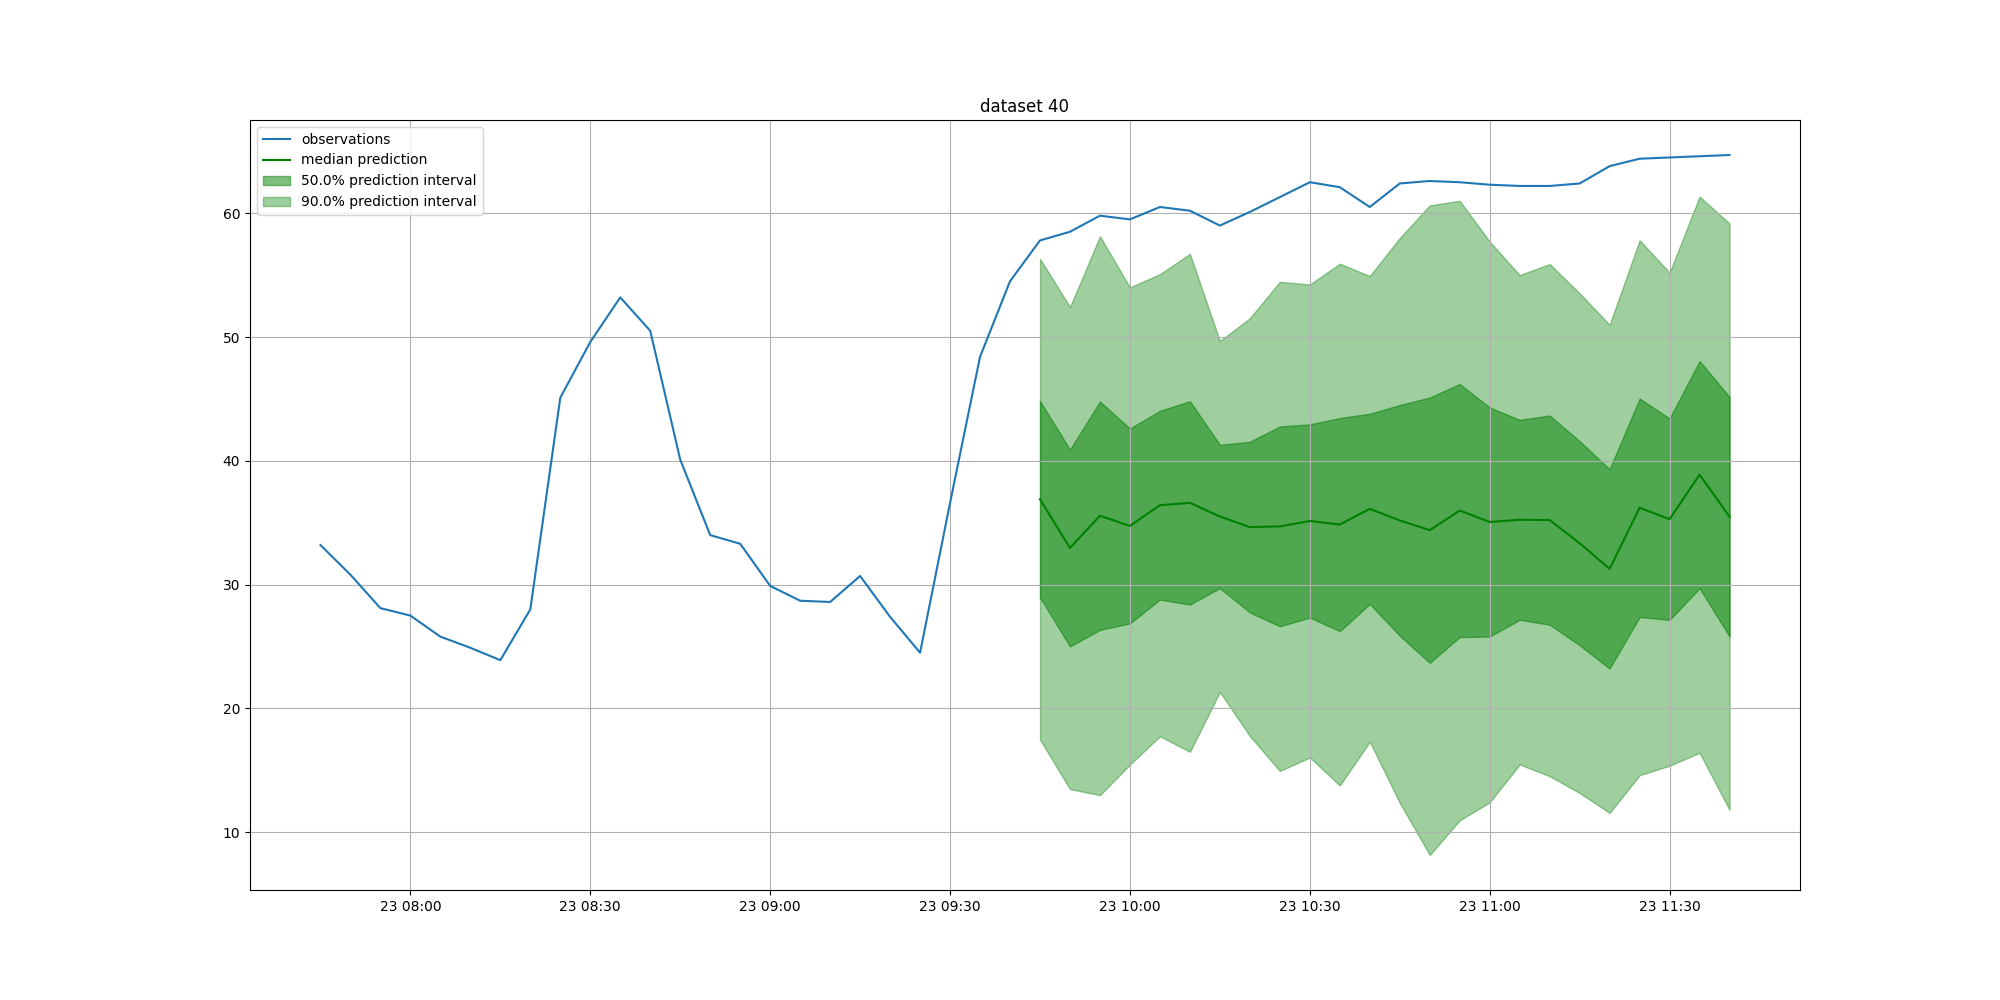 dataset 40
observations
median prediction
50.0% prediction interval
90.0% prediction interval
60
50
40
30
20
10
23 08:00
23 08:30
23 09:00
23 09:30
23 10:00
23 10:30
23 11:00
23 11:30